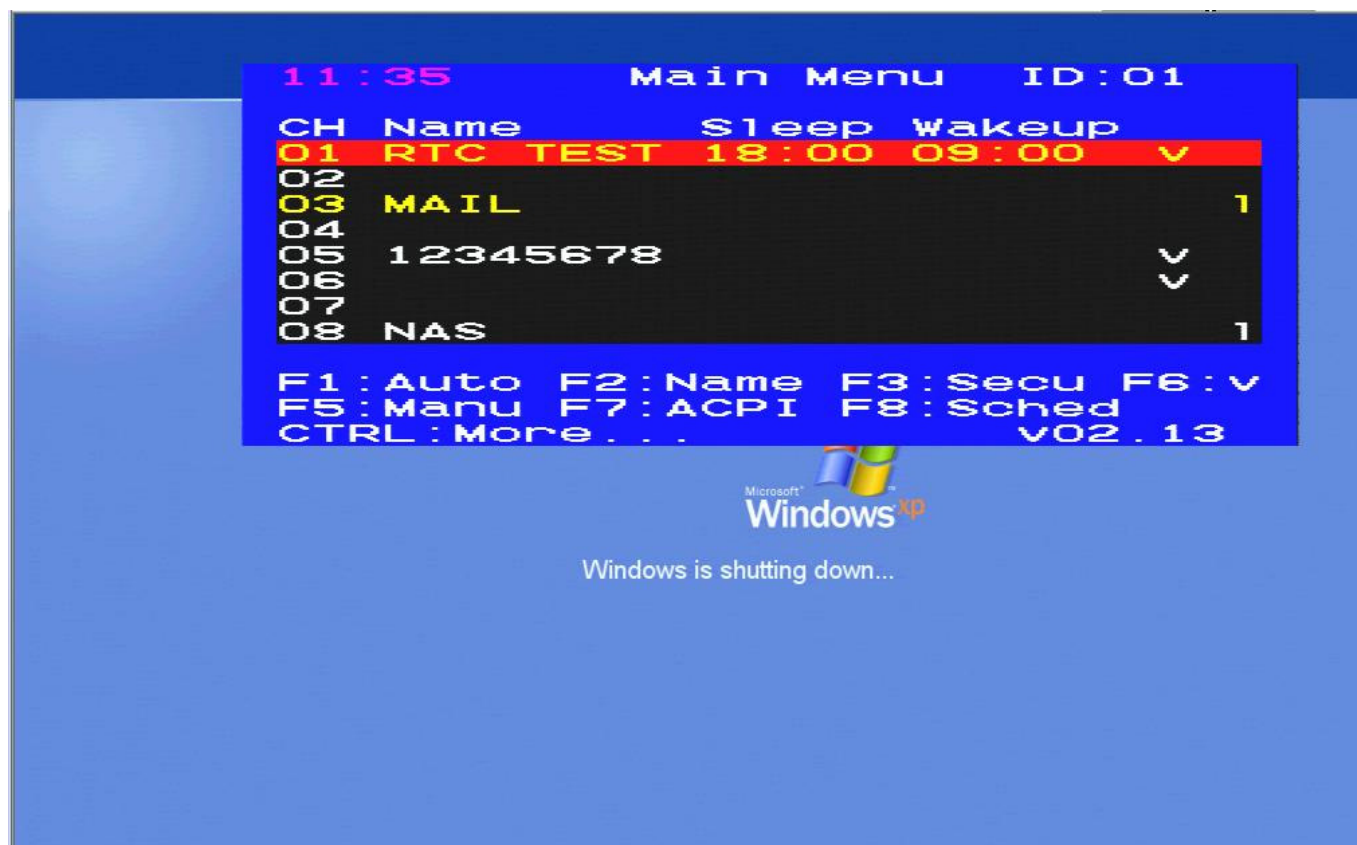 11:35 Main Menu ID:01
CH Name Sleep Wakeup
01 RTC TEST 18:00 09:00 v
02
03 MAIL 1
04
05 12345678 v
06 v
07
08 NAS 1
F1:Auto F2:Name F3:Secu F6:v
F5:Manu F7:ACPI F8:Sched
CTRL:More... v02.13
Microsoft®
Windows xp
Windows is shutting down...